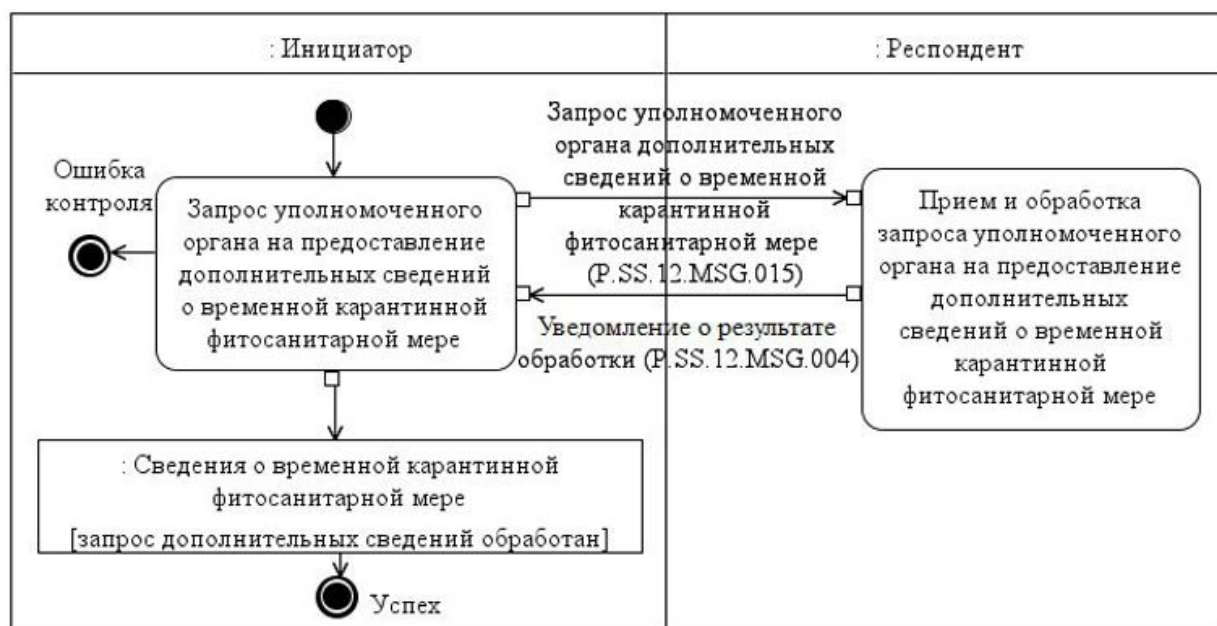 : Инициатор
: Респондент
Ошибка
контроля
Запрос уполномоченного
органа на предоставление
дополнительных сведений
о временной карантинной
фитосанитарной мере
Запрос уполномоченного
органа дополнительных
сведений о временной
карантинной
фитосанитарной мере
(P.SS.12.MSG.015)
Уведомление о результате
обработки (P.SS.12.MSG.004)
Прием и обработка
запроса уполномоченного
органа на предоставление
дополнительных
сведений о временной
карантинной
фитосанитарной мере
: Сведения о временной карантинной
фитосанитарной мере
[запрос дополнительных сведений обработан]
Успех